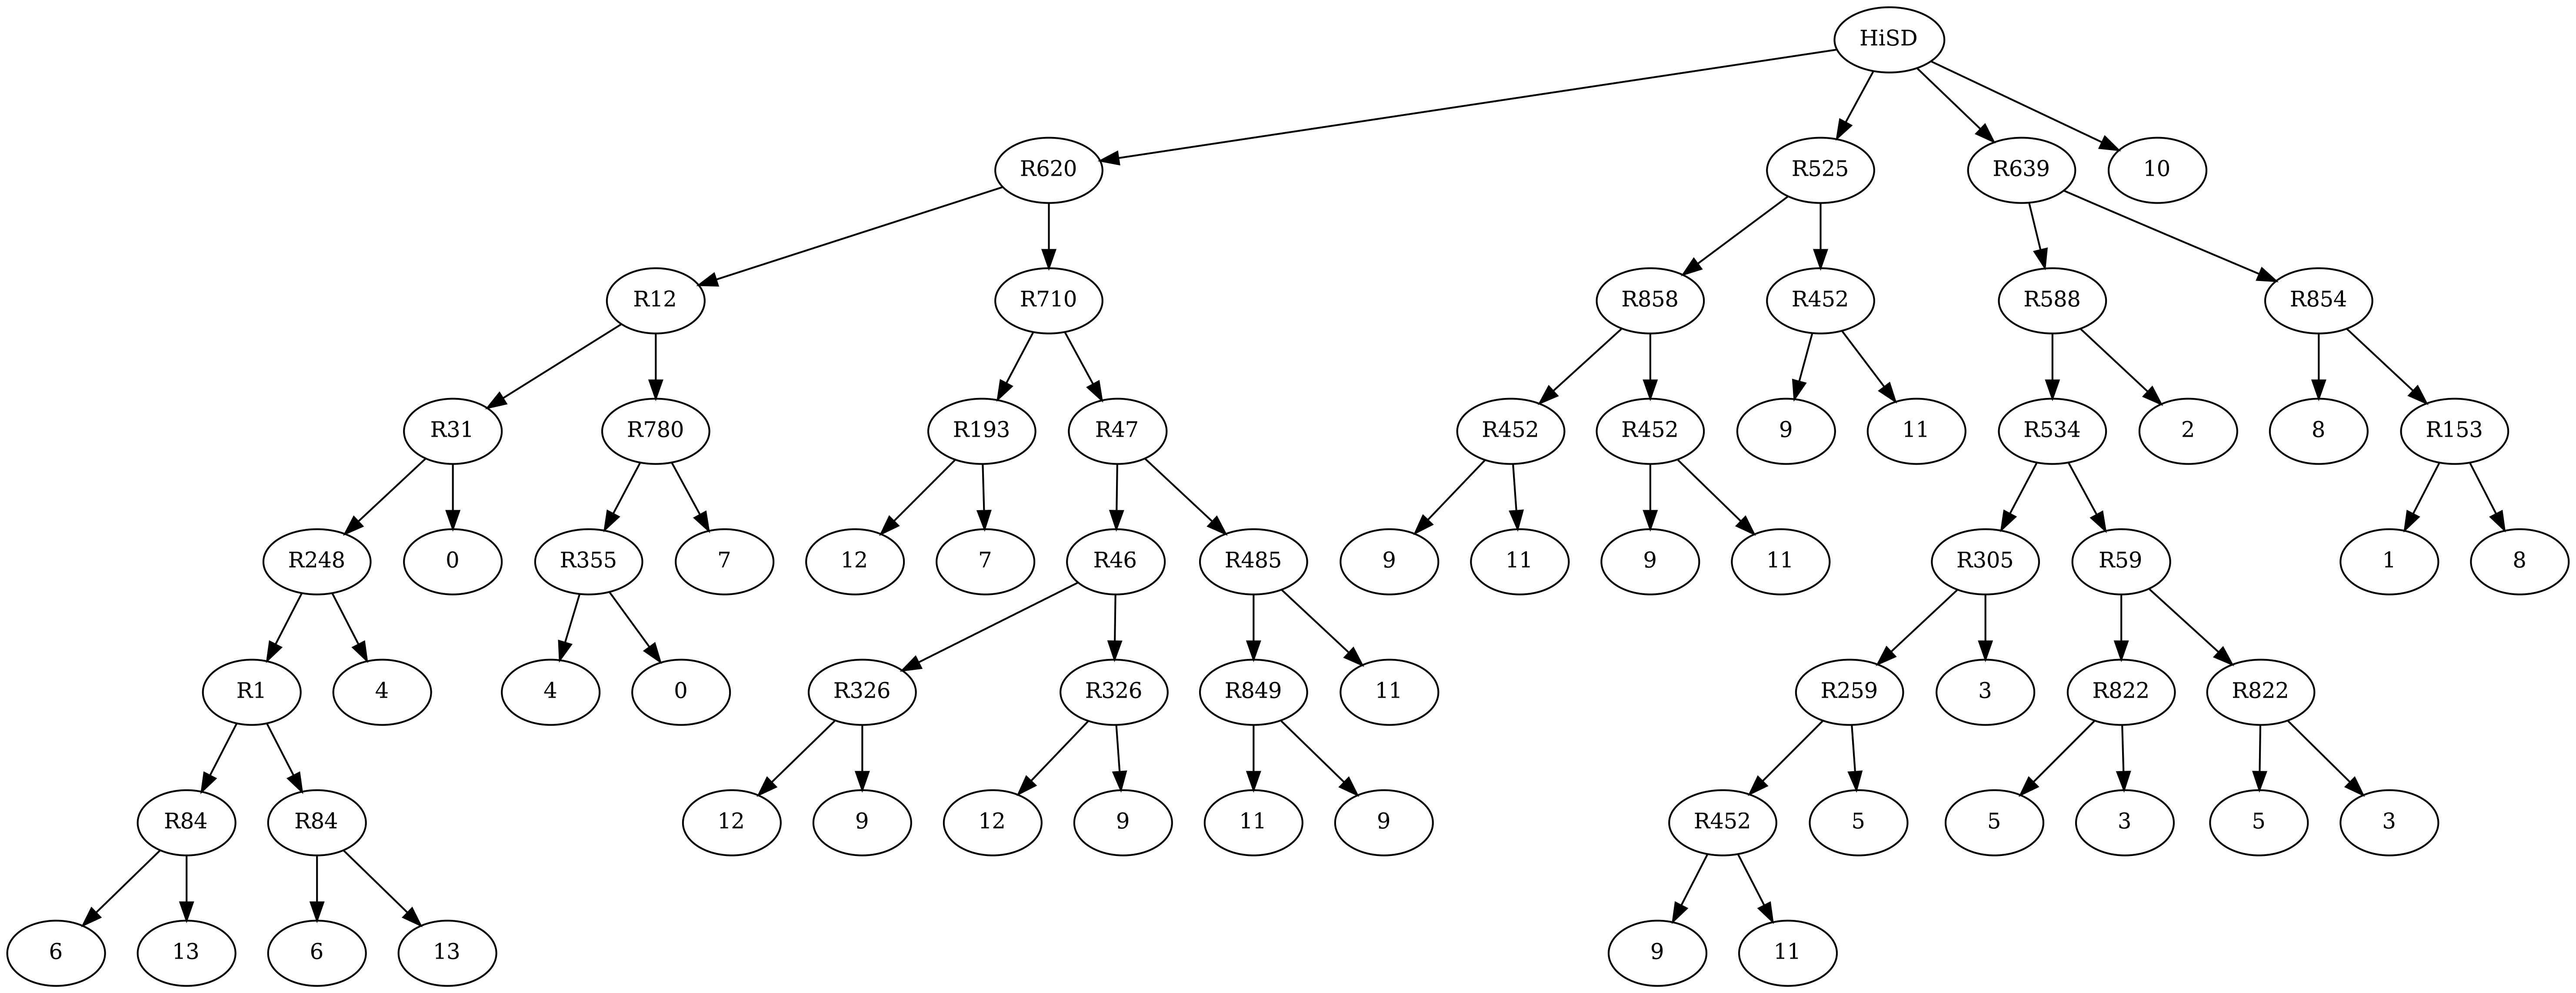 HiSD
R620 R525 R639 10
R12 R710 R858 R452 R588 R854
R31 R780 R193 R47 R452 R452 9 11 R534 2 8 R153
R248 0 R355 7 12 7 R46 R485 9 11 9 11 R305 R59 1 8
R1 4 4 0 R326 R326 R849 11 R259 3 R822 R822
R84 R84 12 9 12 9 11 9 R452 5 5 3 5 3
6 13 6 13 9 11